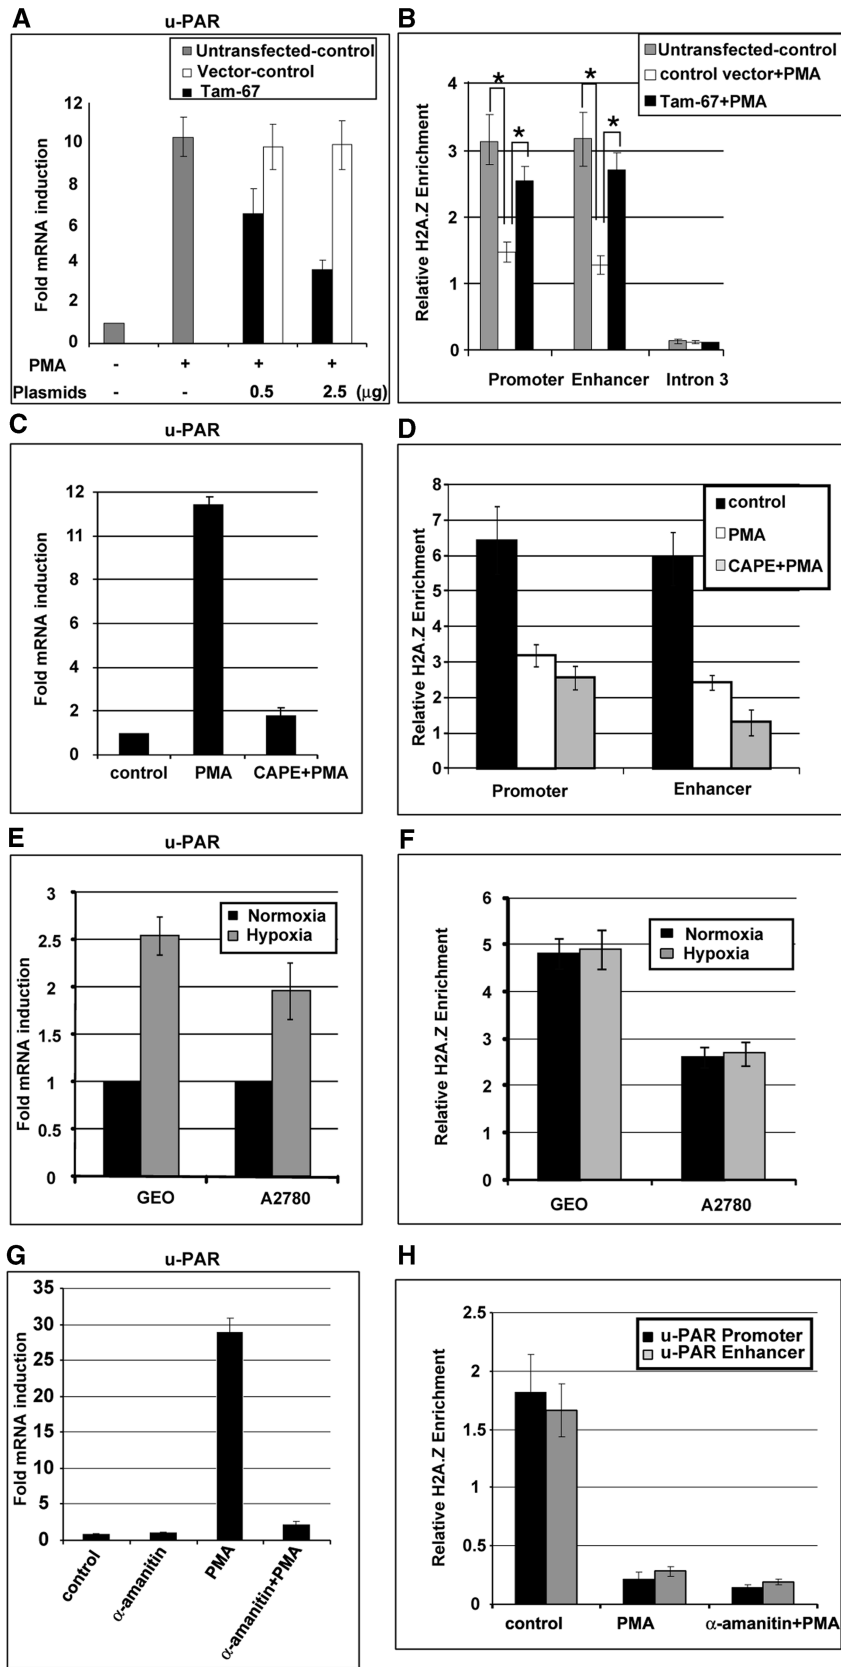 A
u-PAR
Untransfected-control
Vector-control
Tam-67
Fold mRNA induction
12
10
8
6
4
2
0
PMA - + + +
Plasmids - - 0.5 2.5 (µg)
B
Untransfected-control
control vector+PMA
Tam-67+PMA
Relative H2A.Z Enrichment
4
3
2
1
0
* * * *
Promoter Enhancer Intron 3
C
u-PAR
Fold mRNA induction
12
11
12
6
4
2
0
control PMA CAPE+PMA
D
control
PMA
CAPE+PMA
Relative H2A.Z Enrichment
8
7
6
5
4
3
2
1
0
Promoter Enhancer
E
u-PAR
Normoxia
Hypoxia
Fold mRNA induction
3
2.5
2
1.5
1
0.5
0
GEO A2780
F
Normoxia
Hypoxia
Relative H2A.Z Enrichment
6
5
4
3
2
1
0
GEO A2780
G
u-PAR
Fold mRNA induction
35
30
25
20
15
10
5
0
control
α-amanitin
PMA
α-amanitin+PMA
H
u-PAR Promoter
u-PAR Enhancer
Relative H2A.Z Enrichment
2.5
2
1.5
1
0.5
0
control PMA α-amanitin+PMA